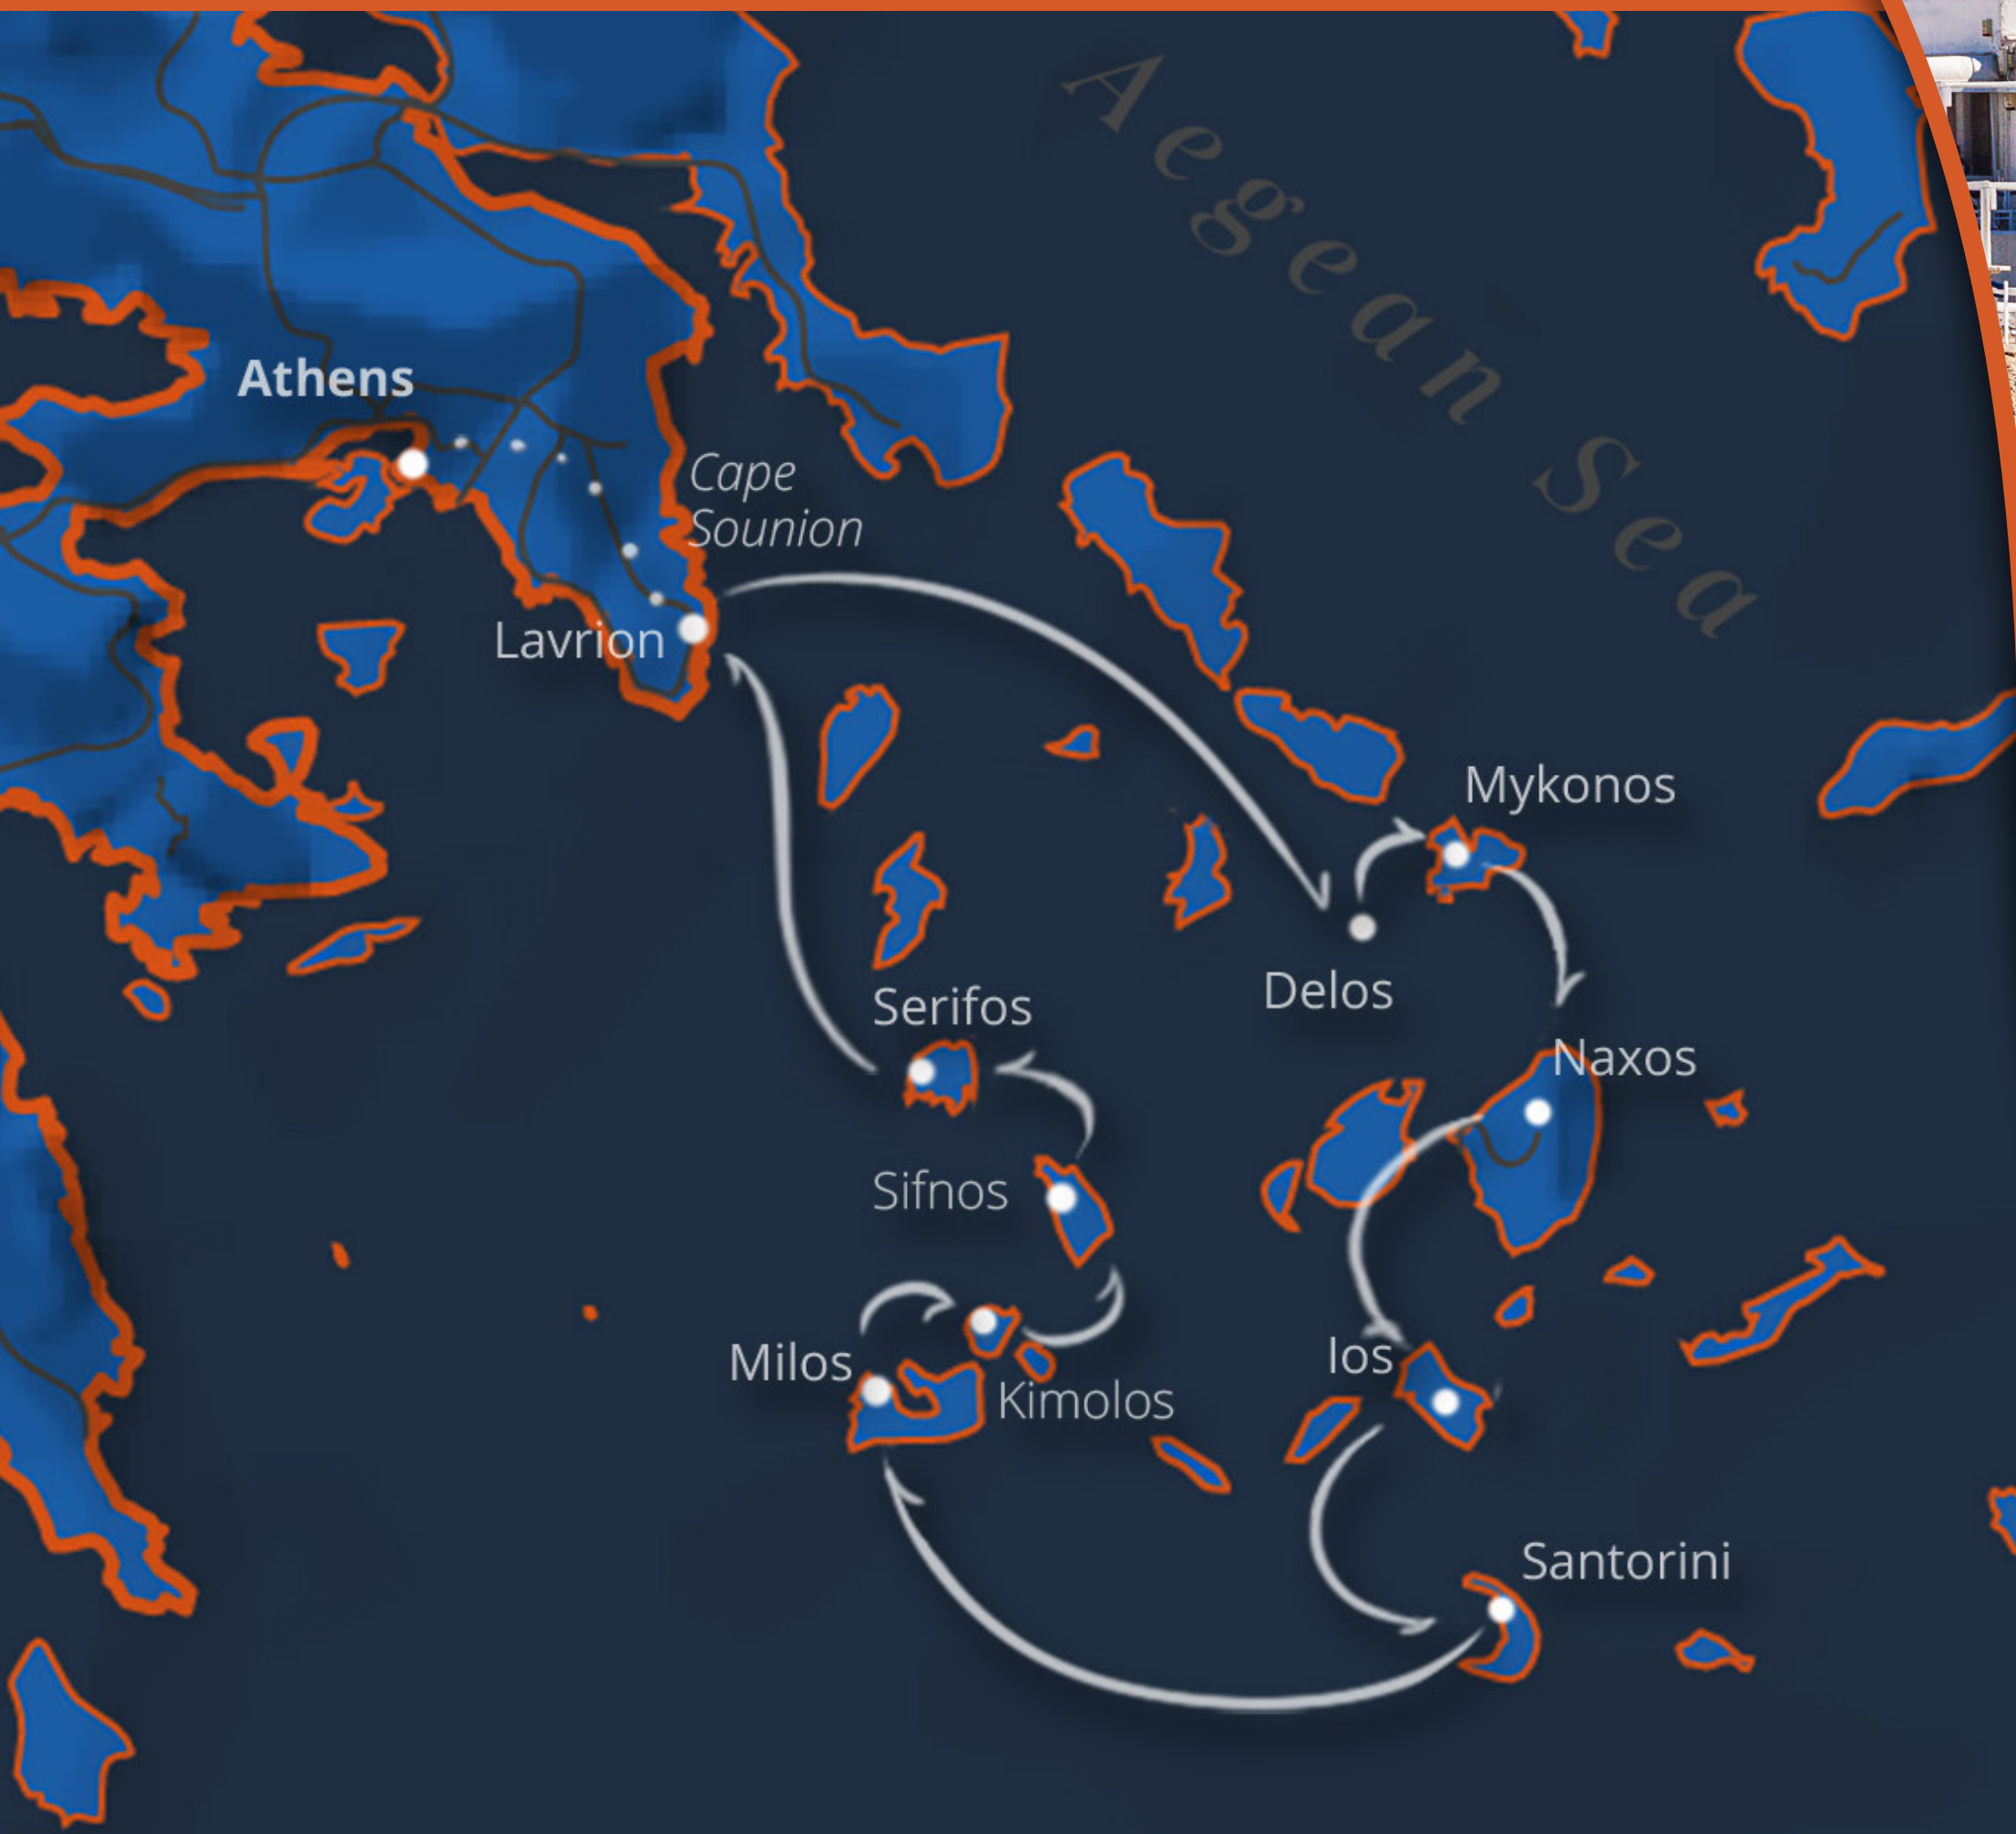 Aegean Sea
Athens
Cape
Sounion
Lavrion
Mykonos
Delos
Serifos
Naxos
Sifnos
Ios
Milos
Kimolos
Santorini